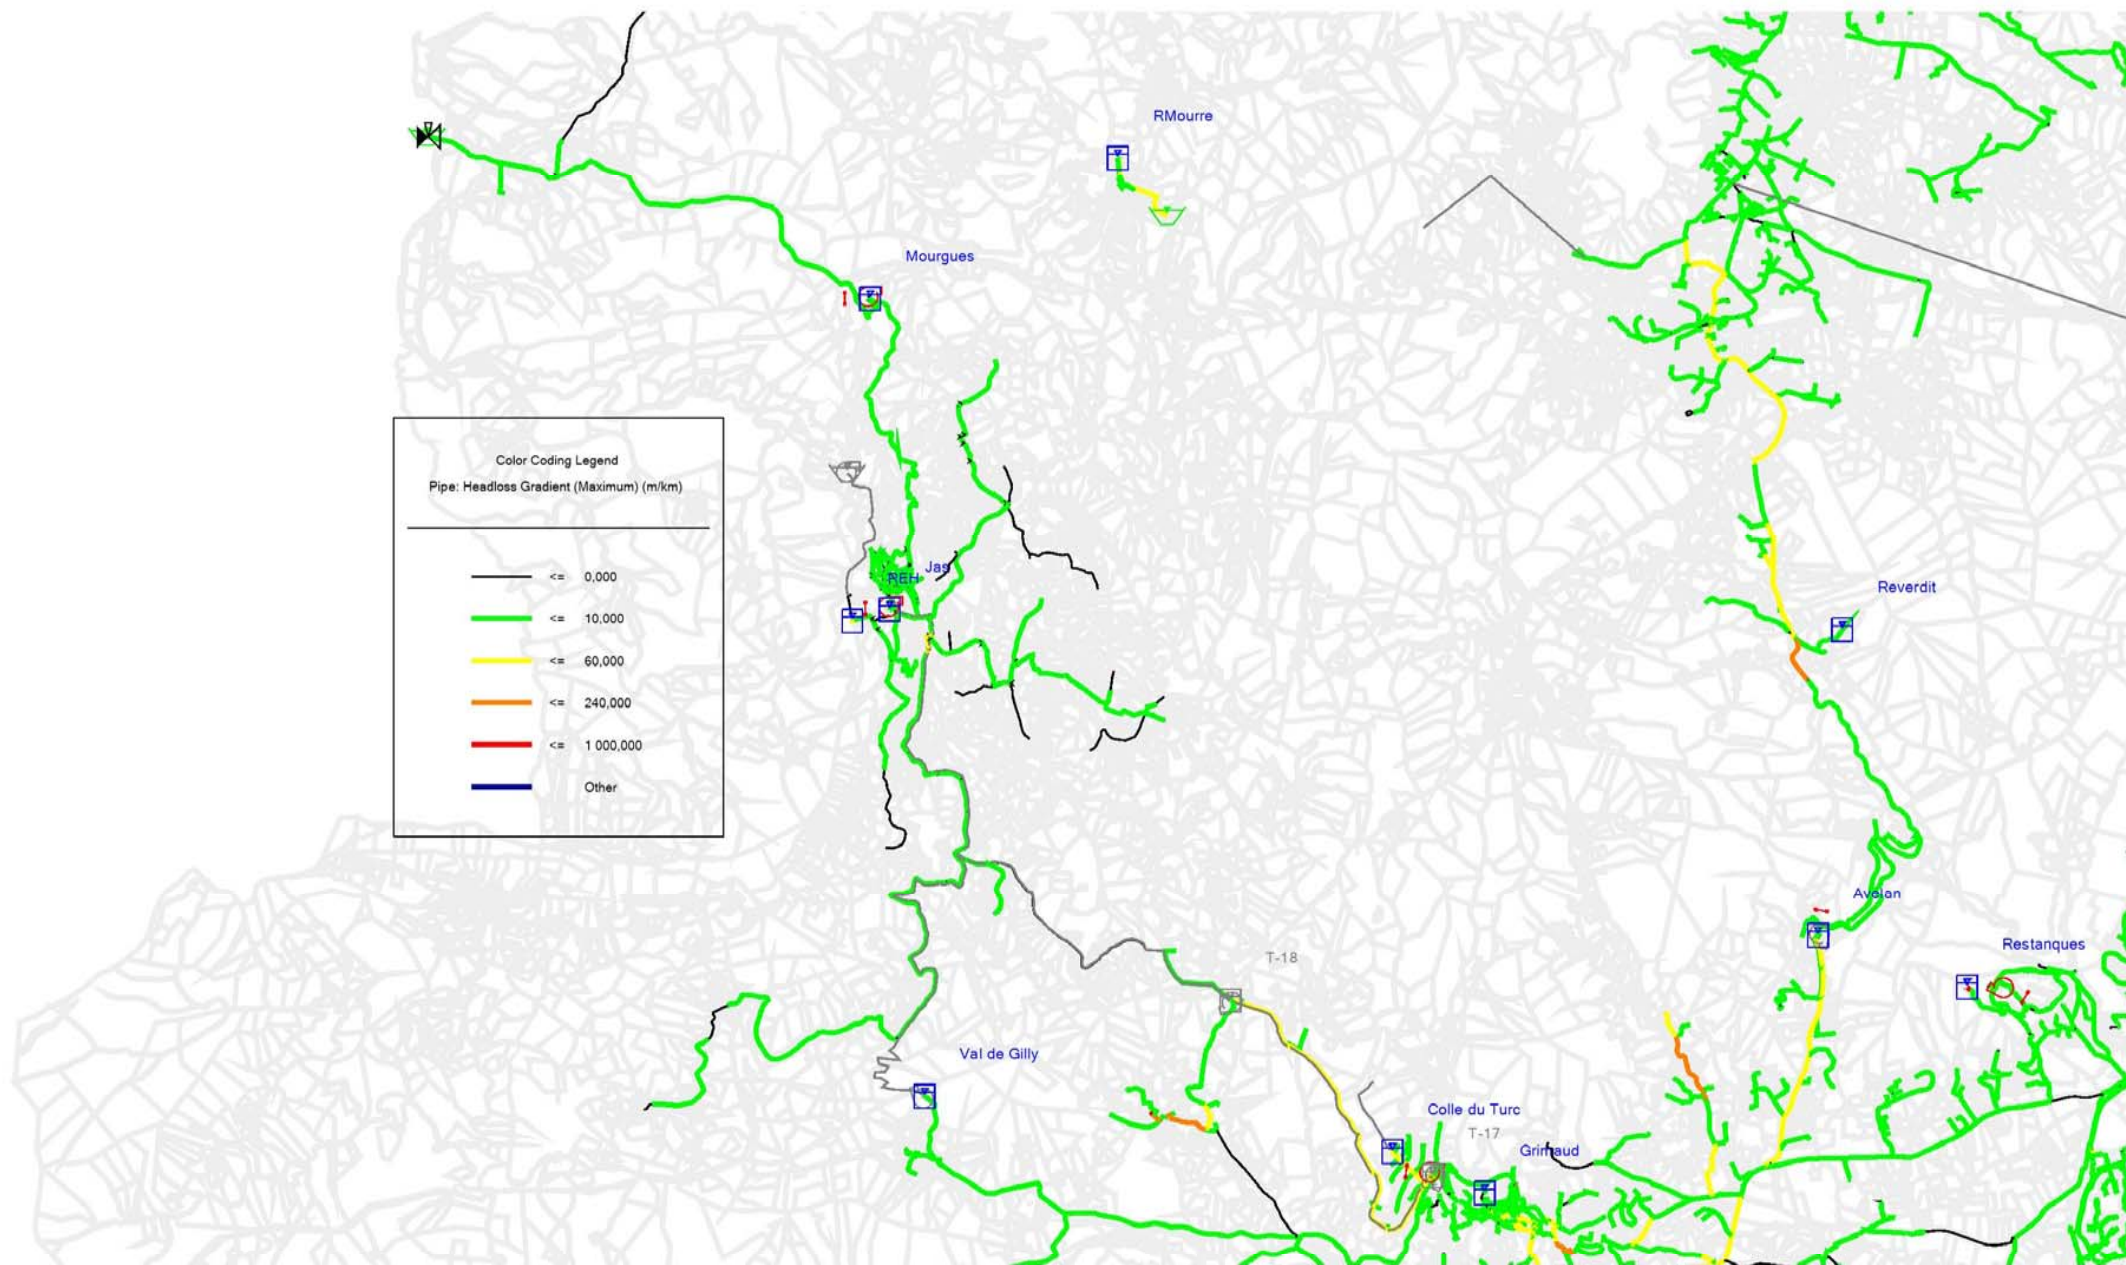 RMourre
Mourgues
Color Coding Legend
Pipe: Headloss Gradient (Maximum) (m/km)
<= 0,000
<= 10,000
<= 60,000
<= 240,000
<= 1 000,000
Other
Jas
REH
Reverdit
Avelan
Restanques
T-18
Val de Gilly
Colle du Turc
T-17
Grimaud